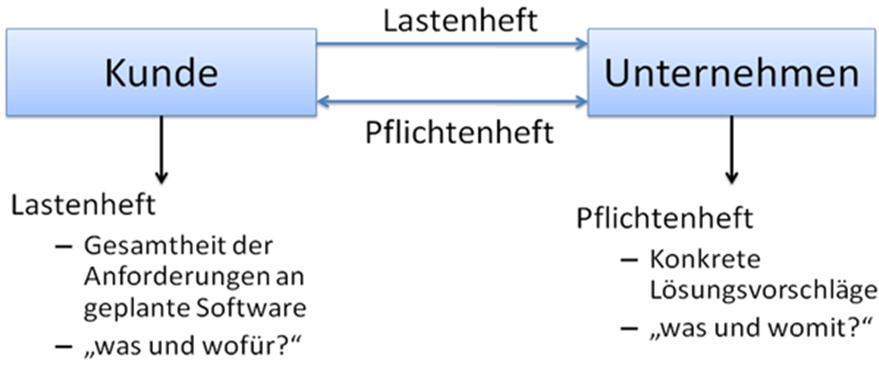 Lastenheft
Kunde
Unternehmen
Pflichtenheft
Lastenheft
– Gesamtheit der
Anforderungen an
geplante Software
– „was und wofür?“
Pflichtenheft
– Konkrete
Lösungsvorschläge
– „was und womit?“